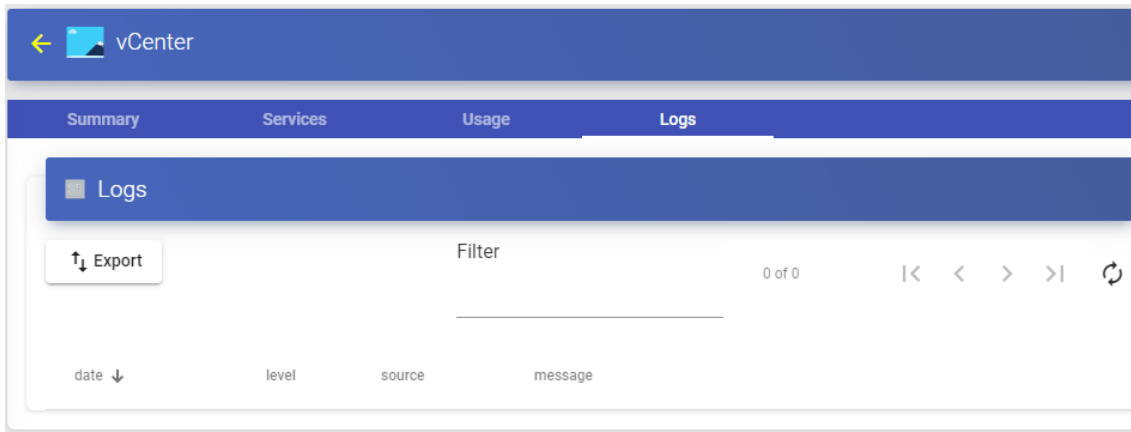 vCenter
Summary Services Usage Logs
Logs
Export
Filter
0 of 0
date level source message